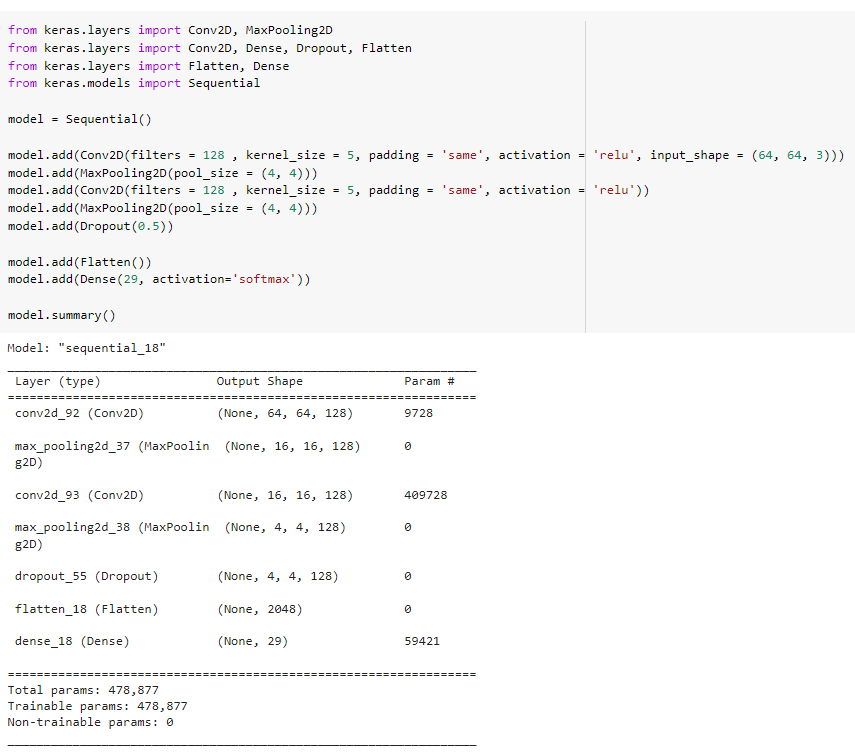 from keras.layers import Conv2D, MaxPooling2D
from keras.layers import Conv2D, Dense, Dropout, Flatten
from keras.layers import Flatten, Dense
from keras.models import Sequential
model = Sequential()
model.add(Conv2D(filters = 128 , kernel_size = 5, padding = 'same', activation = 'relu', input_shape = (64, 64, 3)))
model.add(MaxPooling2D(pool_size = (4, 4)))
model.add(Conv2D(filters = 128 , kernel_size = 5, padding = 'same', activation = 'relu'))
model.add(MaxPooling2D(pool_size = (4, 4)))
model.add(Dropout(0.5))
model.add(Flatten())
model.add(Dense(29, activation='softmax'))
model.summary()
Model: "sequential_18"
Layer (type) Output Shape Param #
conv2d_92 (Conv2D) (None, 64, 64, 128) 9728
max_pooling2d_37 (MaxPoolin (None, 16, 16, 128) 0
g2D)
conv2d_93 (Conv2D) (None, 16, 16, 128) 409728
max_pooling2d_38 (MaxPoolin (None, 4, 4, 128) 0
g2D)
dropout_55 (Dropout) (None, 4, 4, 128) 0
flatten_18 (Flatten) (None, 2048) 0
dense_18 (Dense) (None, 29) 59421
Total params: 478,877
Trainable params: 478,877
Non-trainable params: 0